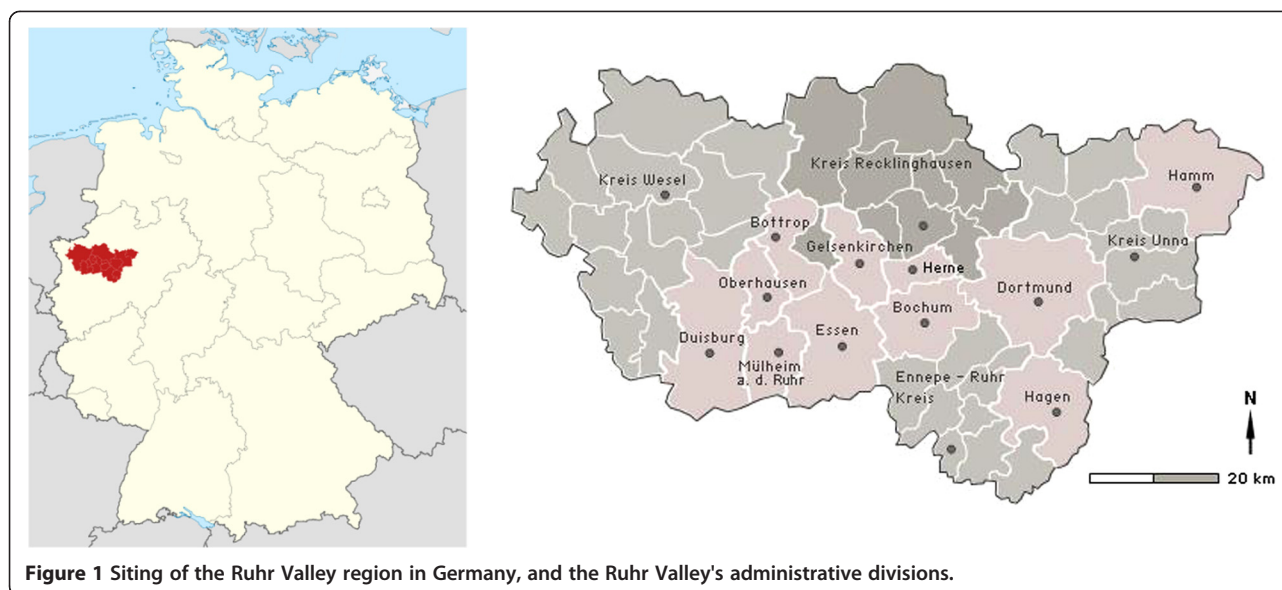 Kreis Recklinghausen
Hamm
Kreis Wesel
Bottrop
Gelsenkirchen
Kreis Unna
Herne
Oberhausen
Dortmund
Bochum
Essen
Duisburg
Mülheim
a. d. Ruhr
Ennepe - Ruhr
Kreis
Hagen
N
20 km
Figure 1 Siting of the Ruhr Valley region in Germany, and the Ruhr Valley's administrative divisions.